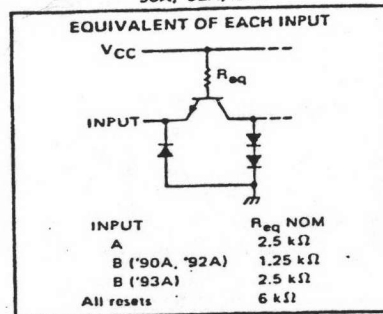 EQUIVALENT OF EACH INPUT
VCC
Req
INPUT
INPUT Req NOM
A 2.5 kΩ
B ('90A, '92A) 1.25 kΩ
B ('93A) 2.5 kΩ
All resets 6 kΩ